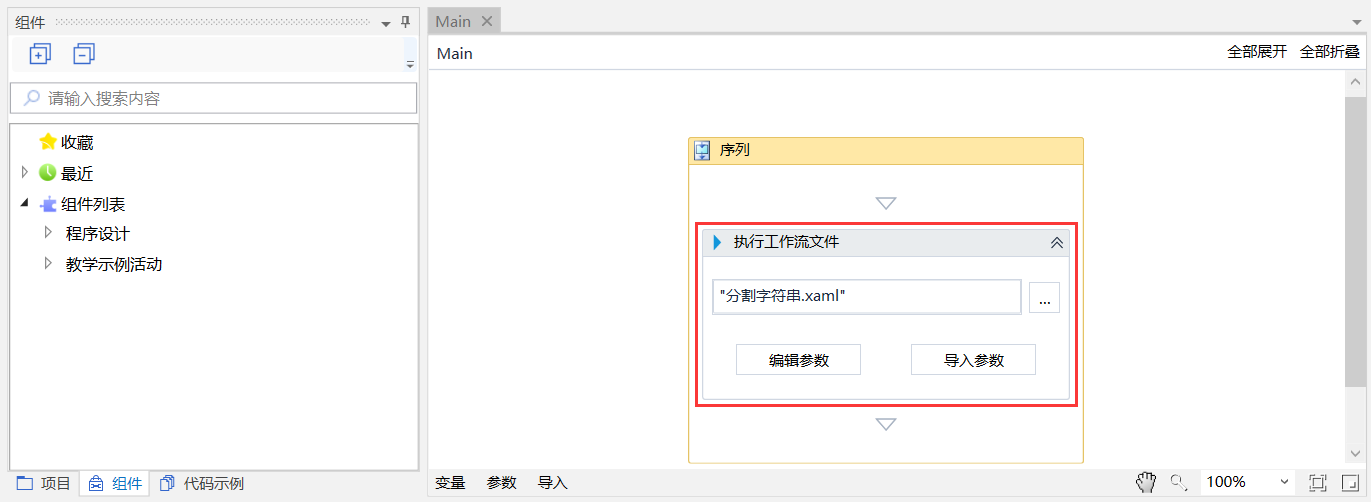 组件
请输入搜索内容
收藏
最近
组件列表
程序设计
教学示例活动
项目
组件
代码示例
Main
Main
全部展开 全部折叠
序列
执行工作流文件
"分割字符串.xaml"
...
编辑参数
导入参数
变量 参数 导入
100%